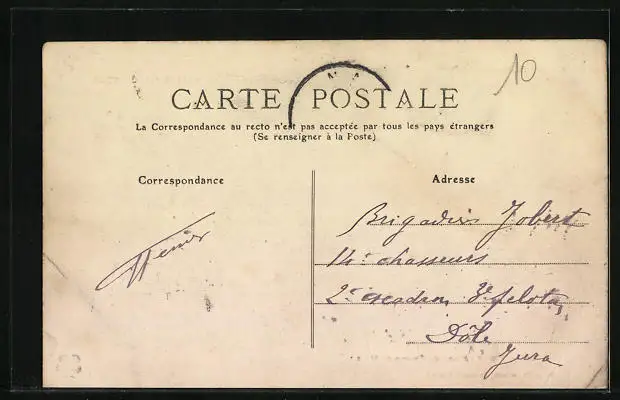 10
CARTE POSTALE
La Correspondance au recto n'est pas acceptée par tous les pays étrangers
(Se renseigner à la Poste)
Correspondance
Adresse
Brigadier Jobert
14e chasseurs
2e escadron 3e peloton
Dôle
Jura